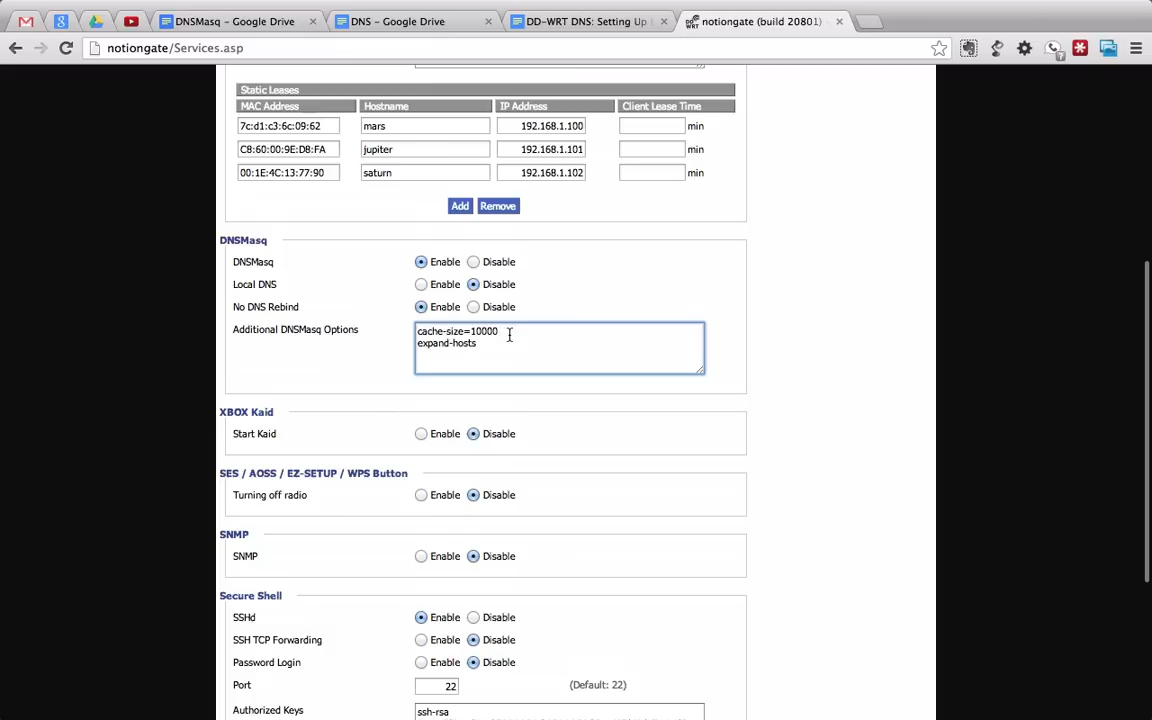 DNSMasq – Google Drive
DNS – Google Drive
DD-WRT DNS: Setting Up
notiongate (build 20801)
notiongate/Services.asp
Static Leases
MAC Address Hostname IP Address Client Lease Time
7c:d1:c3:6c:09:62 mars 192.168.1.100 min
C8:60:00:9E:D8:FA jupiter 192.168.1.101 min
00:1E:4C:13:77:90 saturn 192.168.1.102 min
Add Remove
DNSMasq
DNSMasq Enable Disable
Local DNS Enable Disable
No DNS Rebind Enable Disable
Additional DNSMasq Options
cache-size=10000
expand-hosts
XBOX Kaid
Start Kaid Enable Disable
SES / AOSS / EZ-SETUP / WPS Button
Turning off radio Enable Disable
SNMP
SNMP Enable Disable
Secure Shell
SSHd Enable Disable
SSH TCP Forwarding Enable Disable
Password Login Enable Disable
Port 22 (Default: 22)
Authorized Keys ssh-rsa